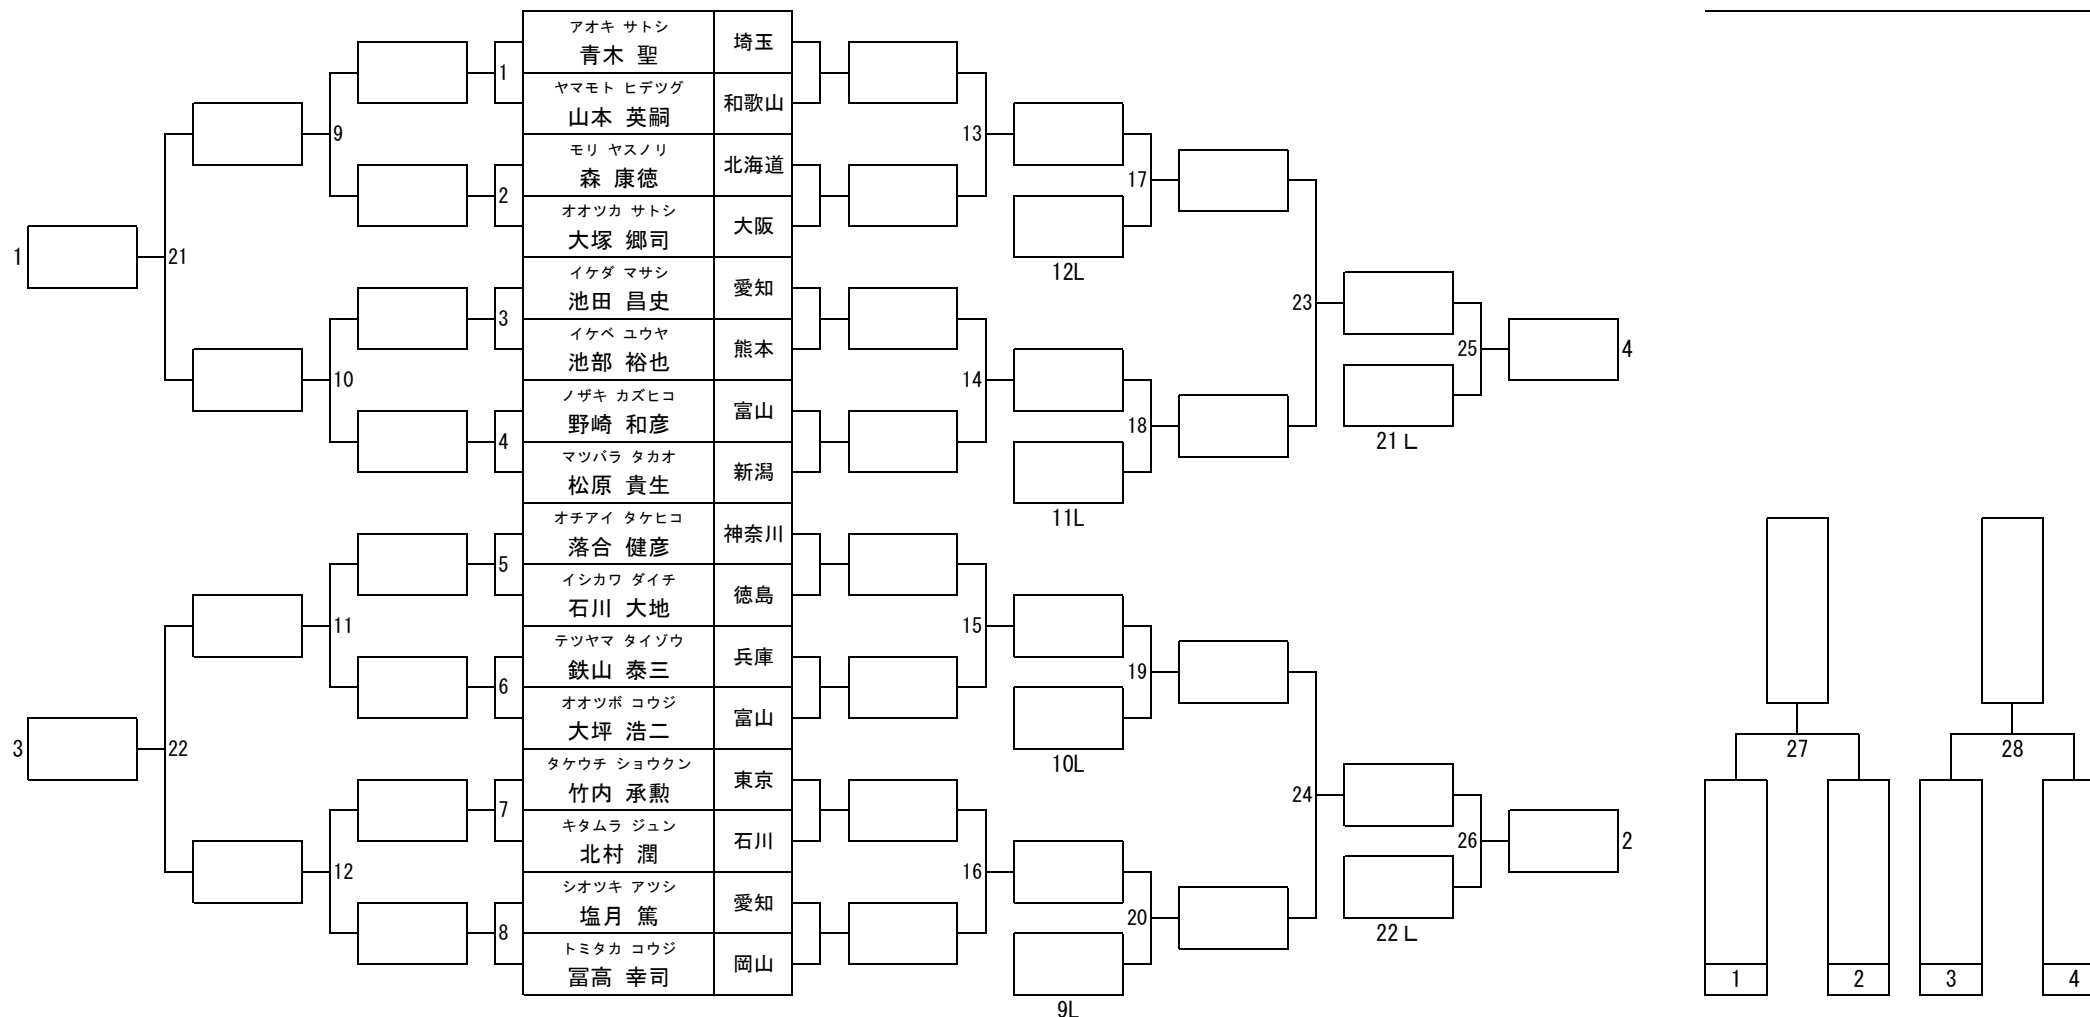 アオキ サトシ
青木 聖
埼玉
1
ヤマモト ヒデツグ
山本 英嗣
和歌山
9
13
モリ ヤスノリ
森 康徳
北海道
2
17
オオツカ サトシ
大塚 郷司
大阪
1
21
12L
イケダ マサシ
池田 昌史
愛知
3
23
イケベ ユウヤ
池部 裕也
熊本
10
14
25
4
ノザキ カズヒコ
野崎 和彦
富山
4
18
21 L
マツバラ タカオ
松原 貴生
新潟
11L
オチアイ タケヒコ
落合 健彦
神奈川
5
イシカワ ダイチ
石川 大地
徳島
11
15
テツヤマ タイゾウ
鉄山 泰三
兵庫
6
19
オオツボ コウジ
大坪 浩二
富山
3
22
10L
27
28
タケウチ ショウクン
竹内 承勲
東京
7
24
キタムラ ジュン
北村 潤
石川
12
16
26
2
シオツキ アツシ
塩月 篤
愛知
8
20
22 L
トミタカ コウジ
冨高 幸司
岡山
9L
1
2
3
4